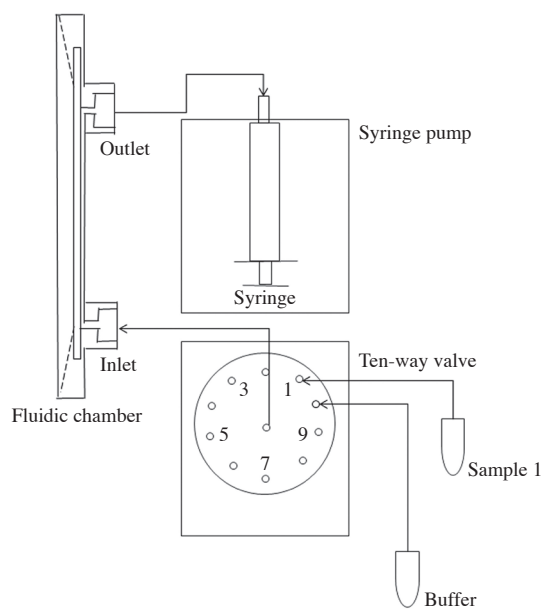 Outlet
Syringe pump
Syringe
Inlet
Fluidic chamber
Ten-way valve
3
1
5
9
7
Sample 1
Buffer